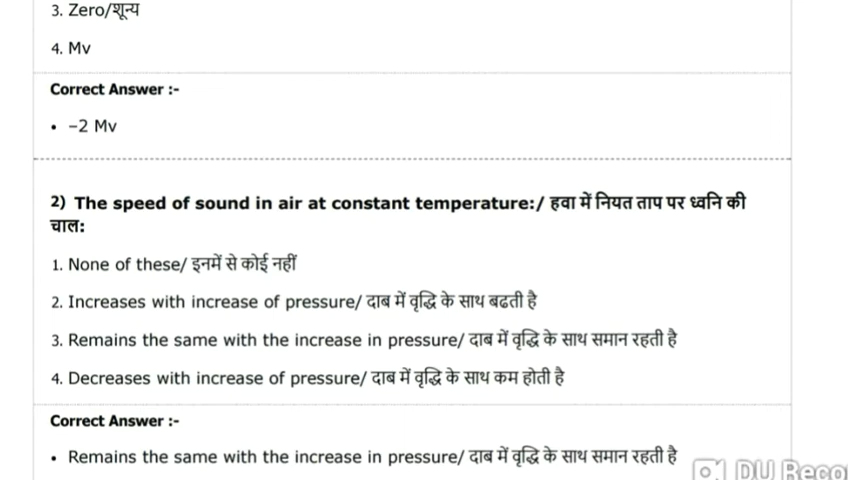 3. Zero/शून्य
4. Mv
Correct Answer :-
• –2 Mv
2) The speed of sound in air at constant temperature:/ हवा में नियत ताप पर ध्वनि की
चाल:
1. None of these/ इनमें से कोई नहीं
2. Increases with increase of pressure/ दाब में वृद्धि के साथ बढती है
3. Remains the same with the increase in pressure/ दाब में वृद्धि के साथ समान रहती है
4. Decreases with increase of pressure/ दाब में वृद्धि के साथ कम होती है
Correct Answer :-
• Remains the same with the increase in pressure/ दाब में वृद्धि के साथ समान रहती है